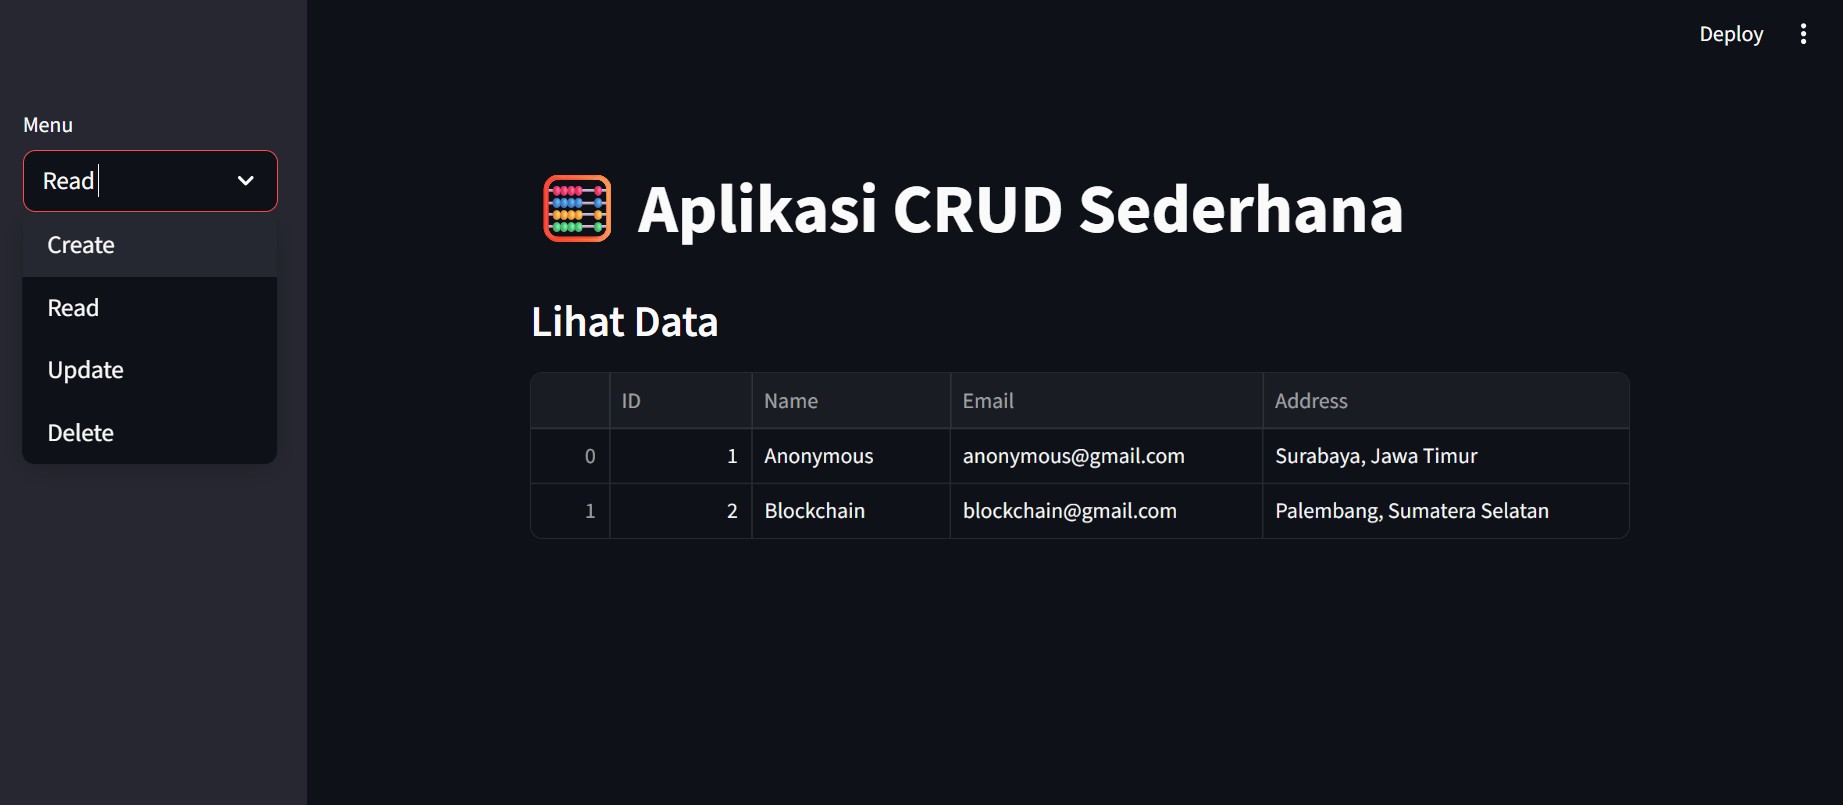 Deploy
Menu
Read
Create
Read
Update
Delete
Aplikasi CRUD Sederhana
Lihat Data
ID Name Email Address
0 1 Anonymous anonymous@gmail.com Surabaya, Jawa Timur
1 2 Blockchain blockchain@gmail.com Palembang, Sumatera Selatan